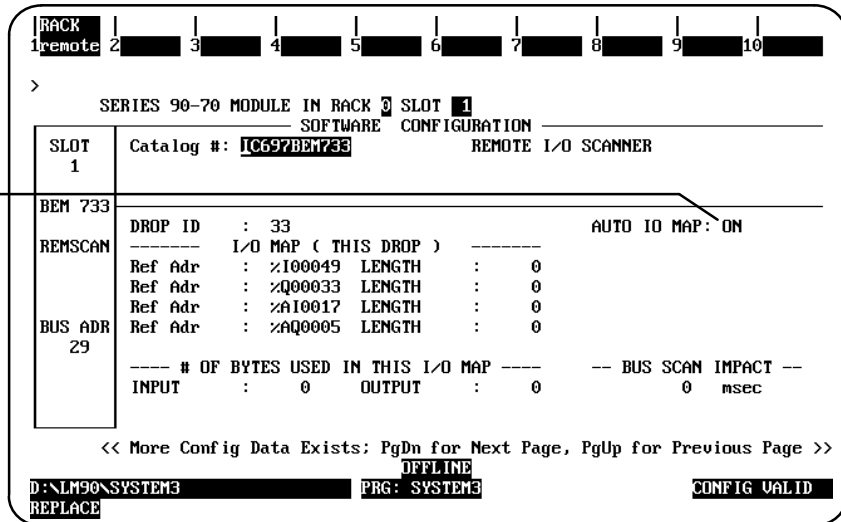 RACK
1remote 2 3 4 5 6 7 8 9 10
>
SERIES 90-70 MODULE IN RACK 0 SLOT 1
SOFTWARE CONFIGURATION
SLOT Catalog #: IC697BEM733 REMOTE I/O SCANNER
1
BEM 733
DROP ID : 33 AUTO IO MAP: ON
REMSCAN ------- I/O MAP ( THIS DROP ) -------
Ref Adr : %I00049 LENGTH : 0
Ref Adr : %Q00033 LENGTH : 0
Ref Adr : %AI0017 LENGTH : 0
BUS ADR Ref Adr : %AQ0005 LENGTH : 0
29
---- # OF BYTES USED IN THIS I/O MAP ---- -- BUS SCAN IMPACT --
INPUT : 0 OUTPUT : 0 0 msec
<< More Config Data Exists; PgDn for Next Page, PgUp for Previous Page >>
OFFLINE
D:\LM90\SYSTEM3 PRG: SYSTEM3 CONFIG VALID
REPLACE